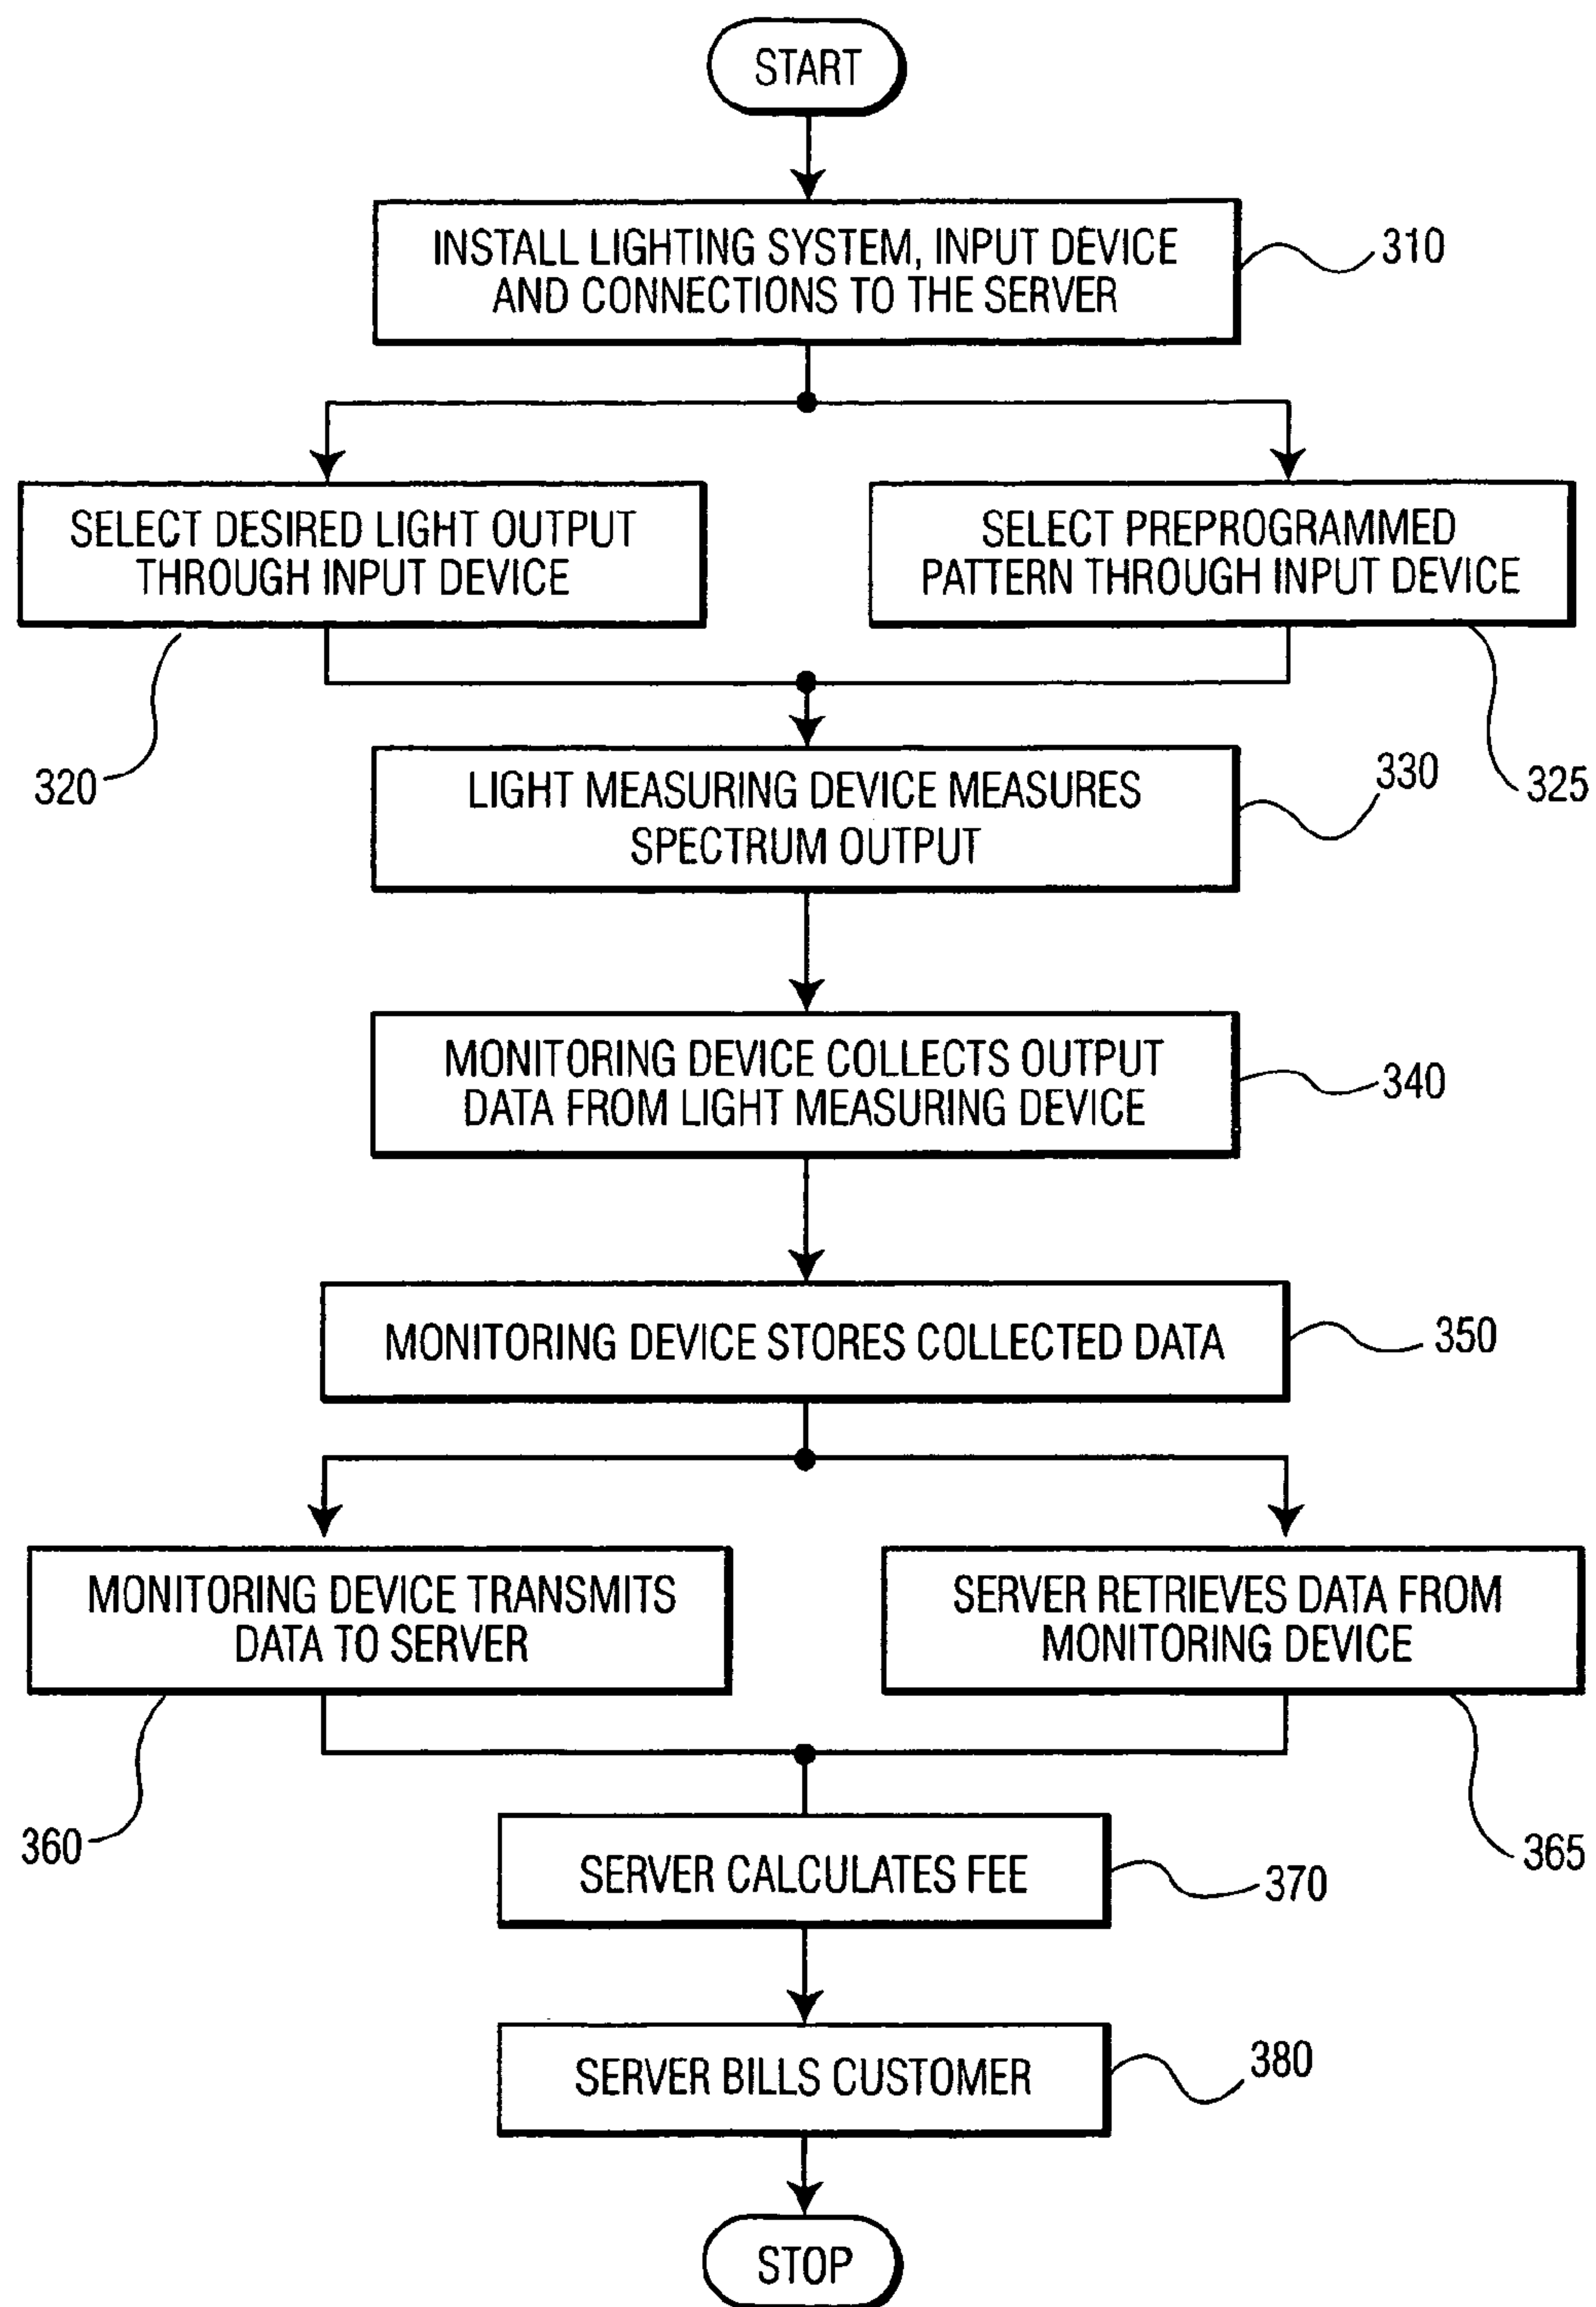 START
INSTALL LIGHTING SYSTEM, INPUT DEVICE
AND CONNECTIONS TO THE SERVER
310
SELECT DESIRED LIGHT OUTPUT
THROUGH INPUT DEVICE
320
SELECT PREPROGRAMMED
PATTERN THROUGH INPUT DEVICE
325
LIGHT MEASURING DEVICE MEASURES
SPECTRUM OUTPUT
330
MONITORING DEVICE COLLECTS OUTPUT
DATA FROM LIGHT MEASURING DEVICE
340
MONITORING DEVICE STORES COLLECTED DATA
350
MONITORING DEVICE TRANSMITS
DATA TO SERVER
360
SERVER RETRIEVES DATA FROM
MONITORING DEVICE
365
SERVER CALCULATES FEE
370
SERVER BILLS CUSTOMER
380
STOP